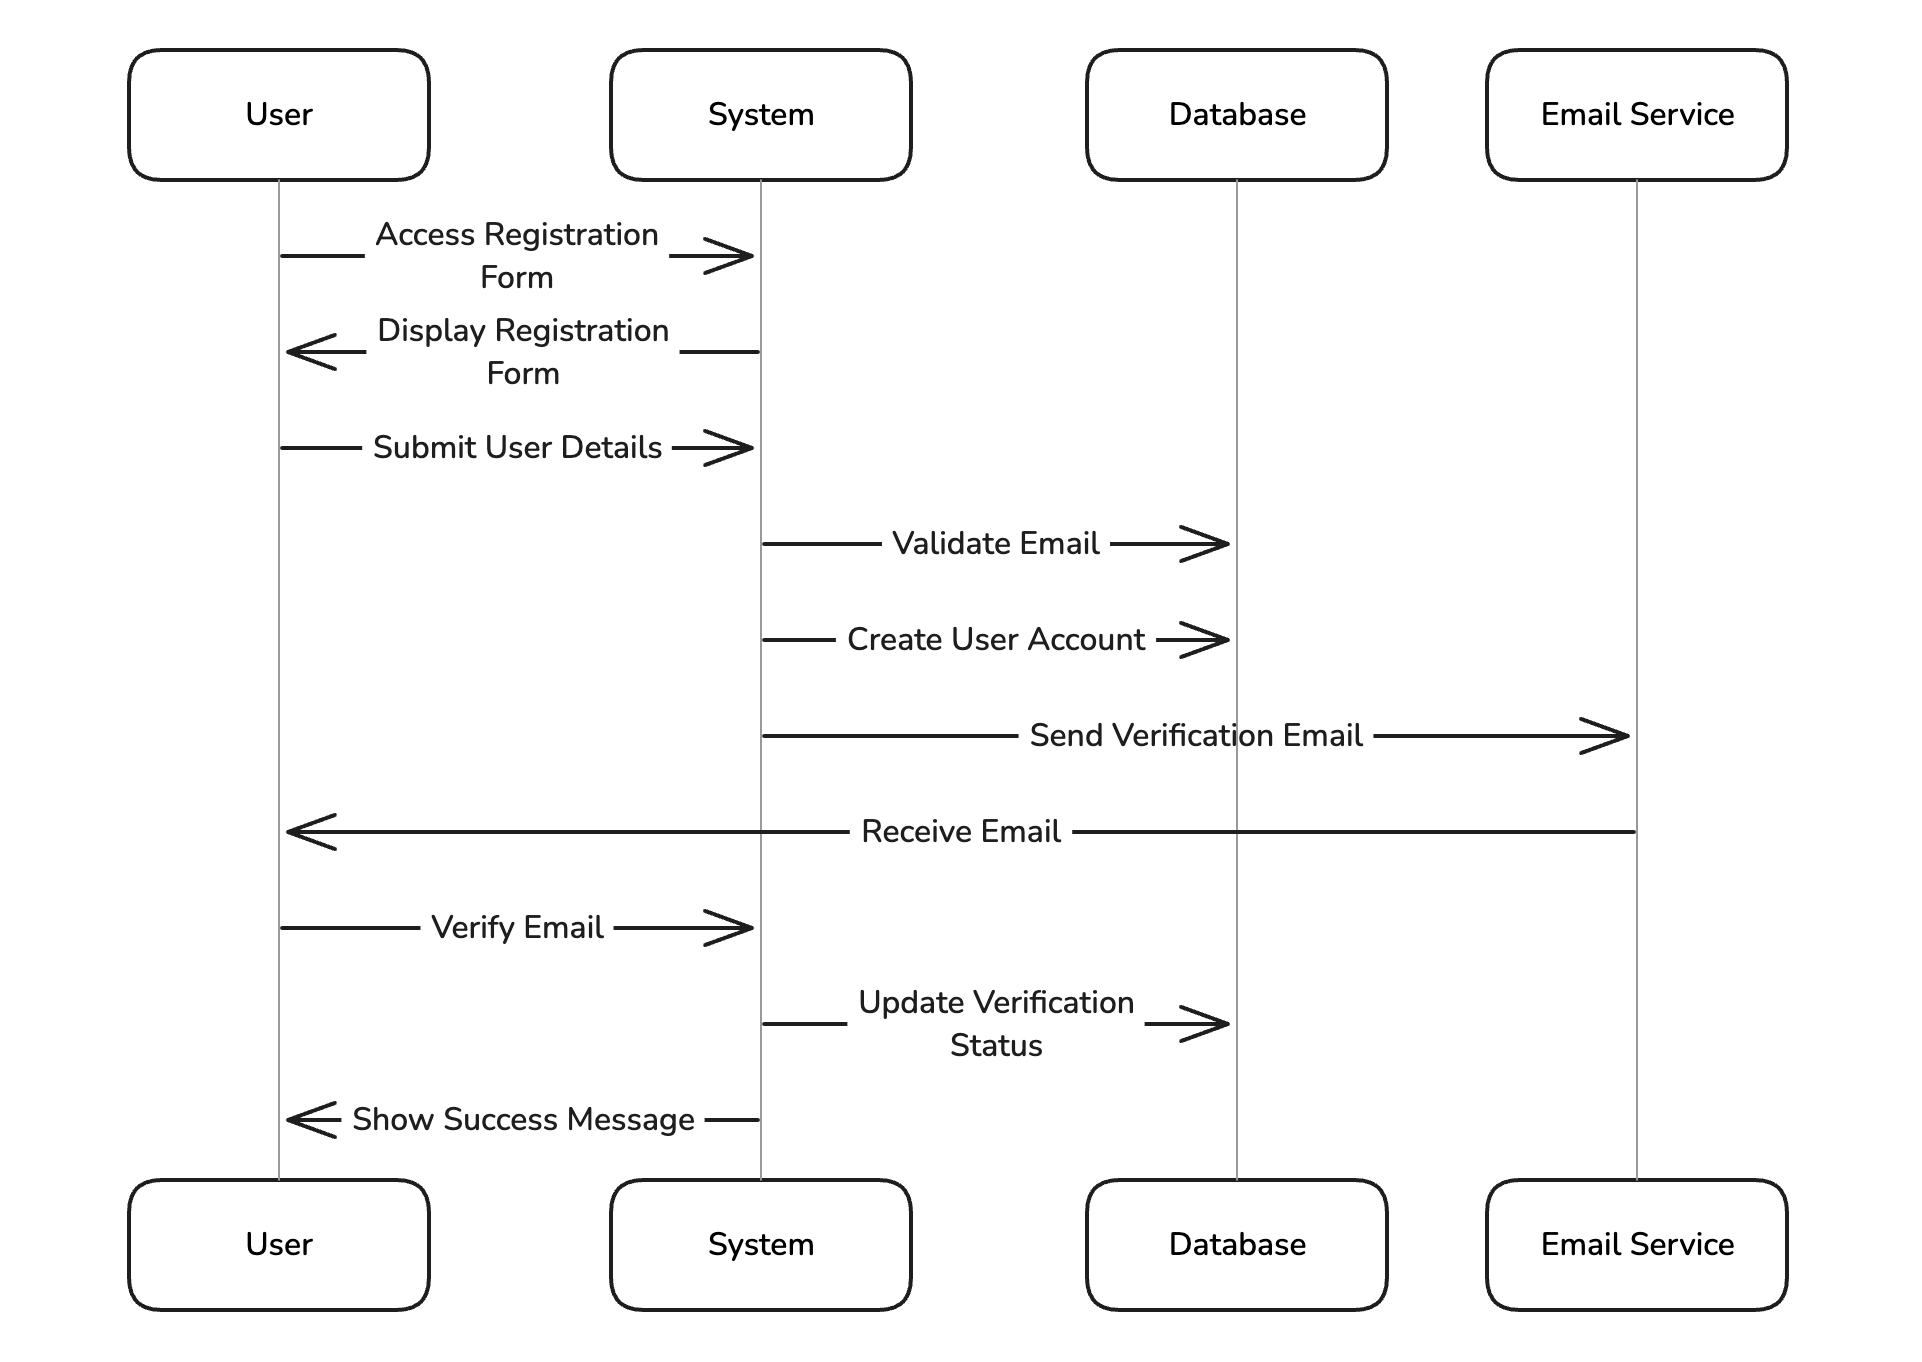 User
System
Database
Email Service
Access Registration
Form
Display Registration
Form
Submit User Details
Validate Email
Create User Account
Send Verification Email
Receive Email
Verify Email
Update Verification
Status
Show Success Message
User
System
Database
Email Service